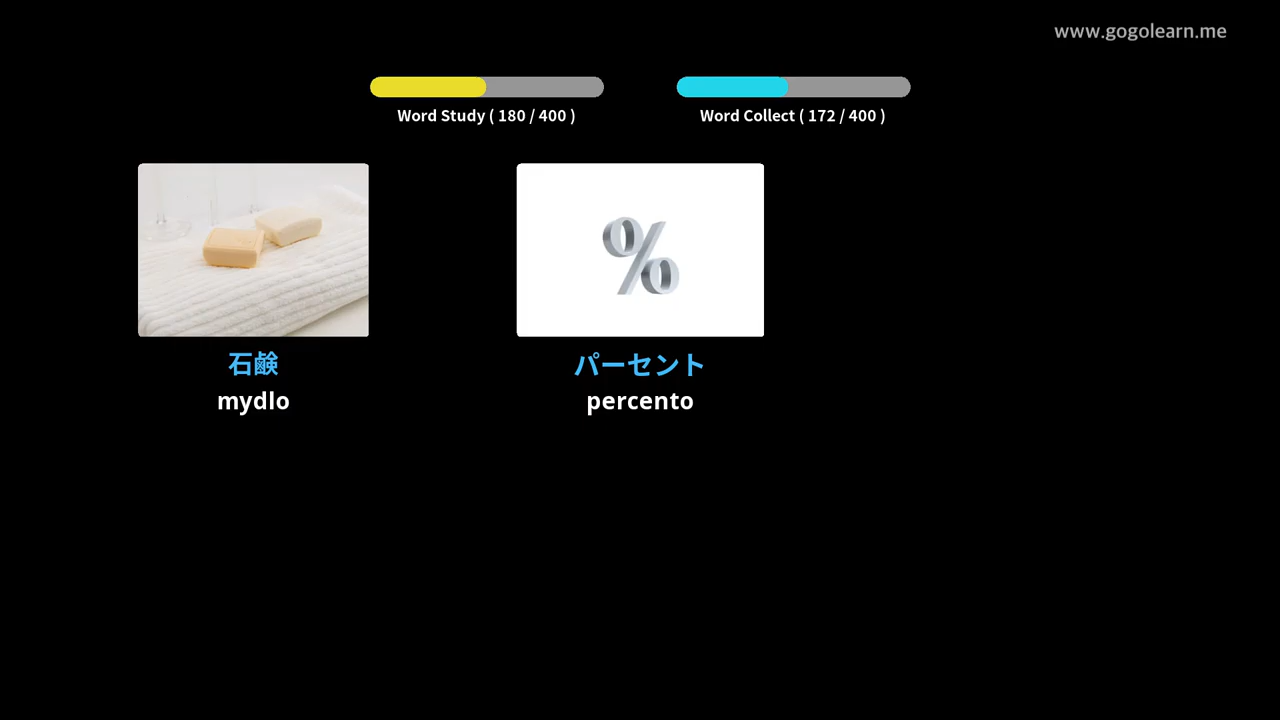 www.gogolearn.me
Word Study ( 180 / 400 )
Word Collect ( 172 / 400 )
%
石鹸
mydlo
パーセント
percento